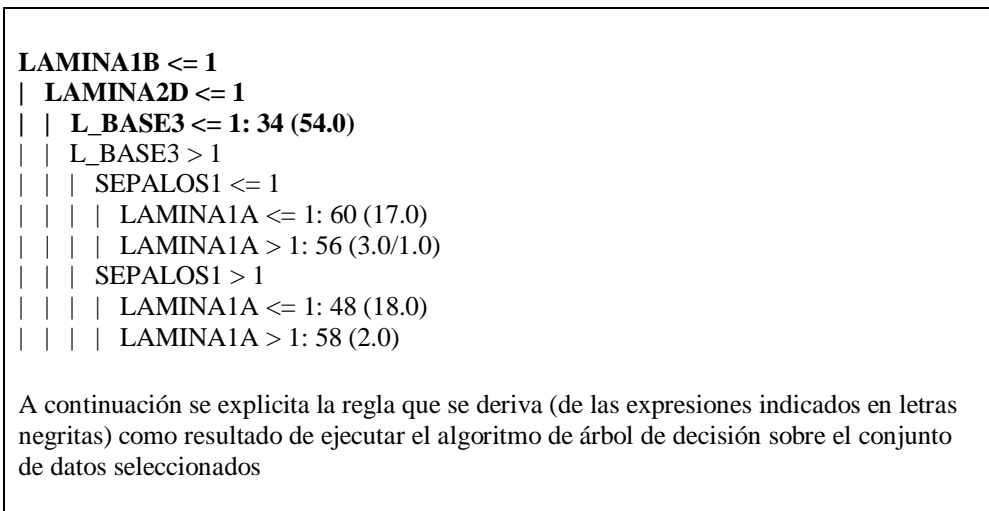 LAMINA1B <= 1
| LAMINA2D <= 1
| | L_BASE3 <= 1: 34 (54.0)
| | L_BASE3 > 1
| | | SEPALOS1 <= 1
| | | | LAMINA1A <= 1: 60 (17.0)
| | | | LAMINA1A > 1: 56 (3.0/1.0)
| | | SEPALOS1 > 1
| | | | LAMINA1A <= 1: 48 (18.0)
| | | | LAMINA1A > 1: 58 (2.0)
A continuación se explicita la regla que se deriva (de las expresiones indicados en letras
negritas) como resultado de ejecutar el algoritmo de árbol de decisión sobre el conjunto
de datos seleccionados